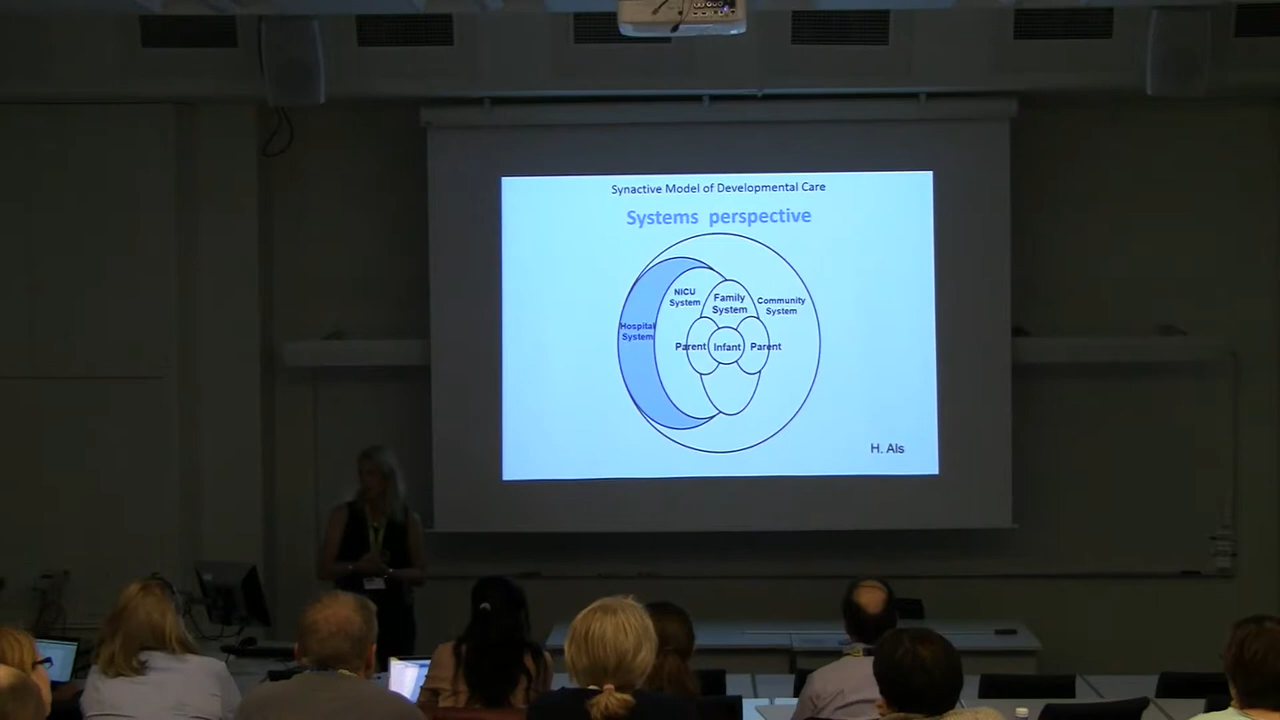 Synactive Model of Developmental Care
Systems perspective
NICU
System
Family
System
Community
System
Hospital
System
Parent
Infant
Parent
H. Als